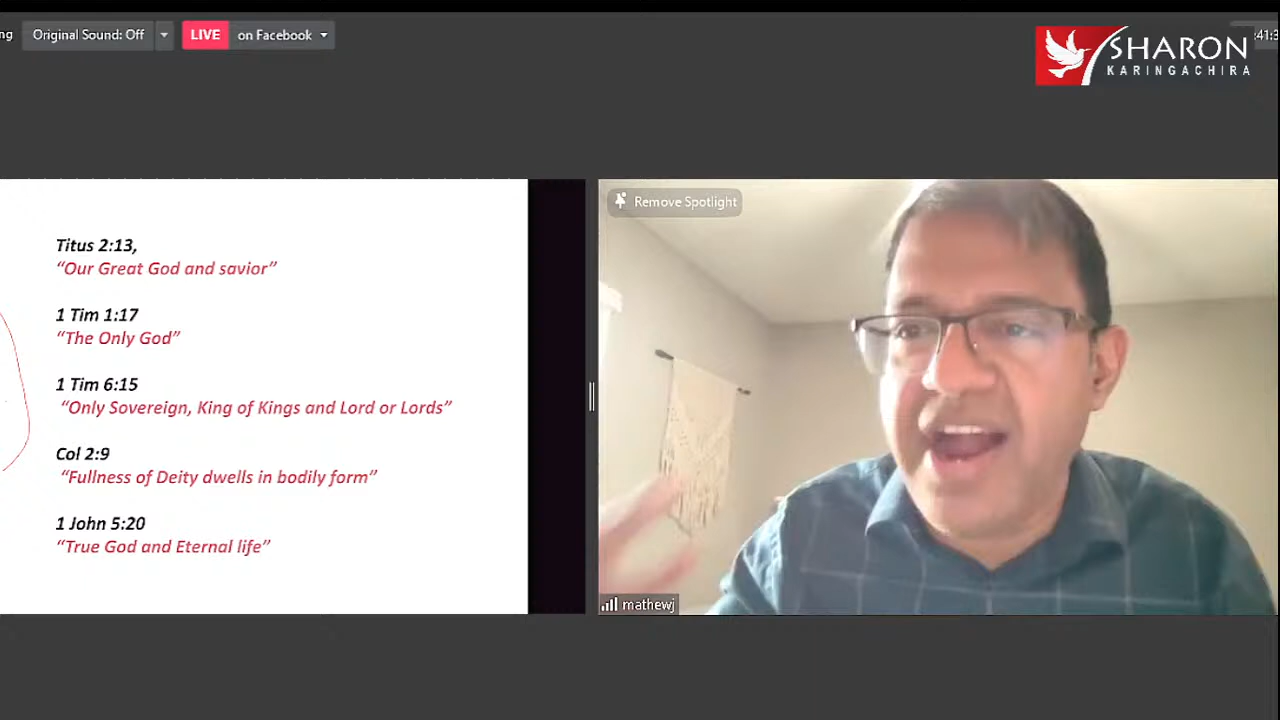 ng Original Sound: Off LIVE on Facebook
:41:3
SHARON
KARINGACHIRA
Remove Spotlight
Titus 2:13,
“Our Great God and savior”
1 Tim 1:17
“The Only God”
1 Tim 6:15
“Only Sovereign, King of Kings and Lord or Lords”
Col 2:9
“Fullness of Deity dwells in bodily form”
1 John 5:20
“True God and Eternal life”
mathewj